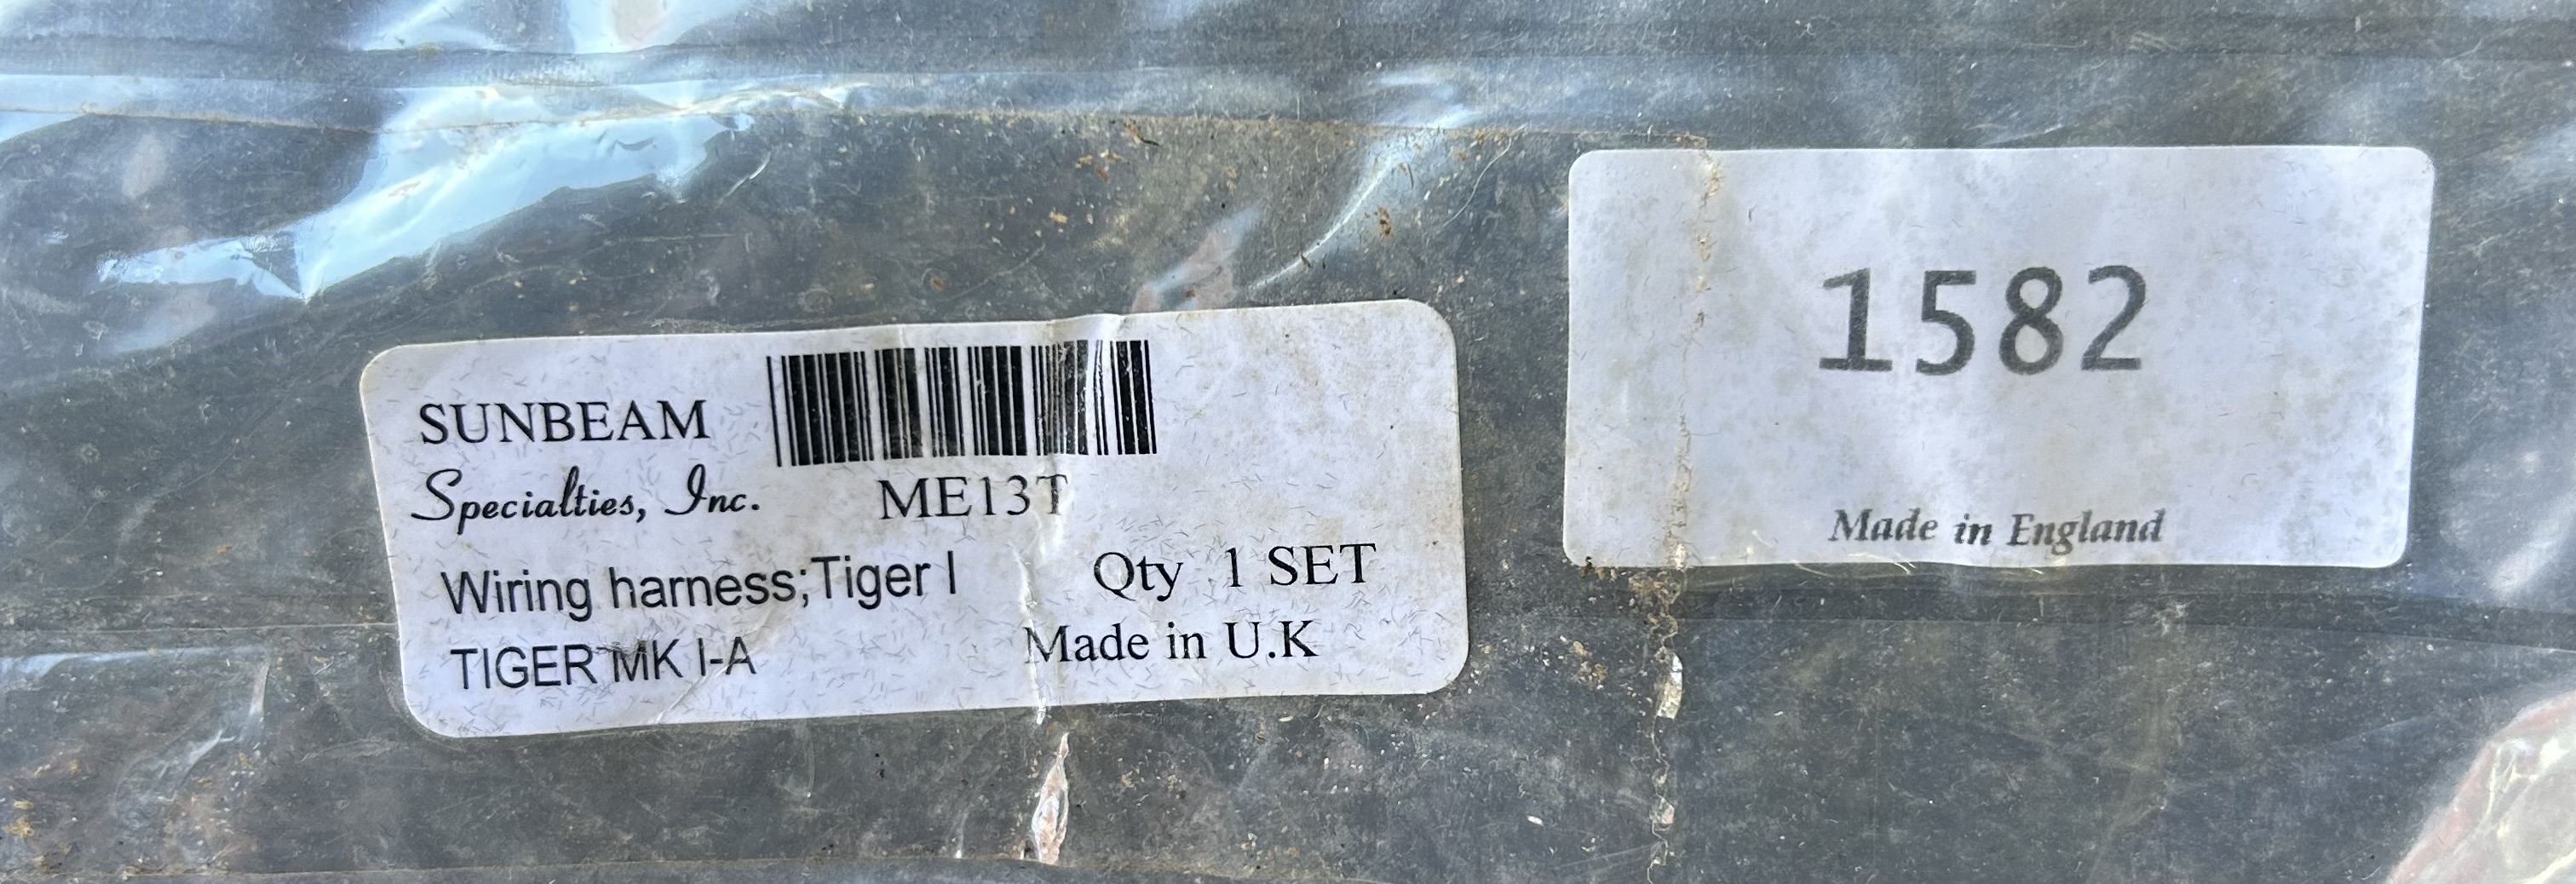 SUNBEAM
Specialties, Inc.
ME13T
Wiring harness;Tiger I
Qty 1 SET
TIGER MK I-A
Made in U.K
1582
Made in England